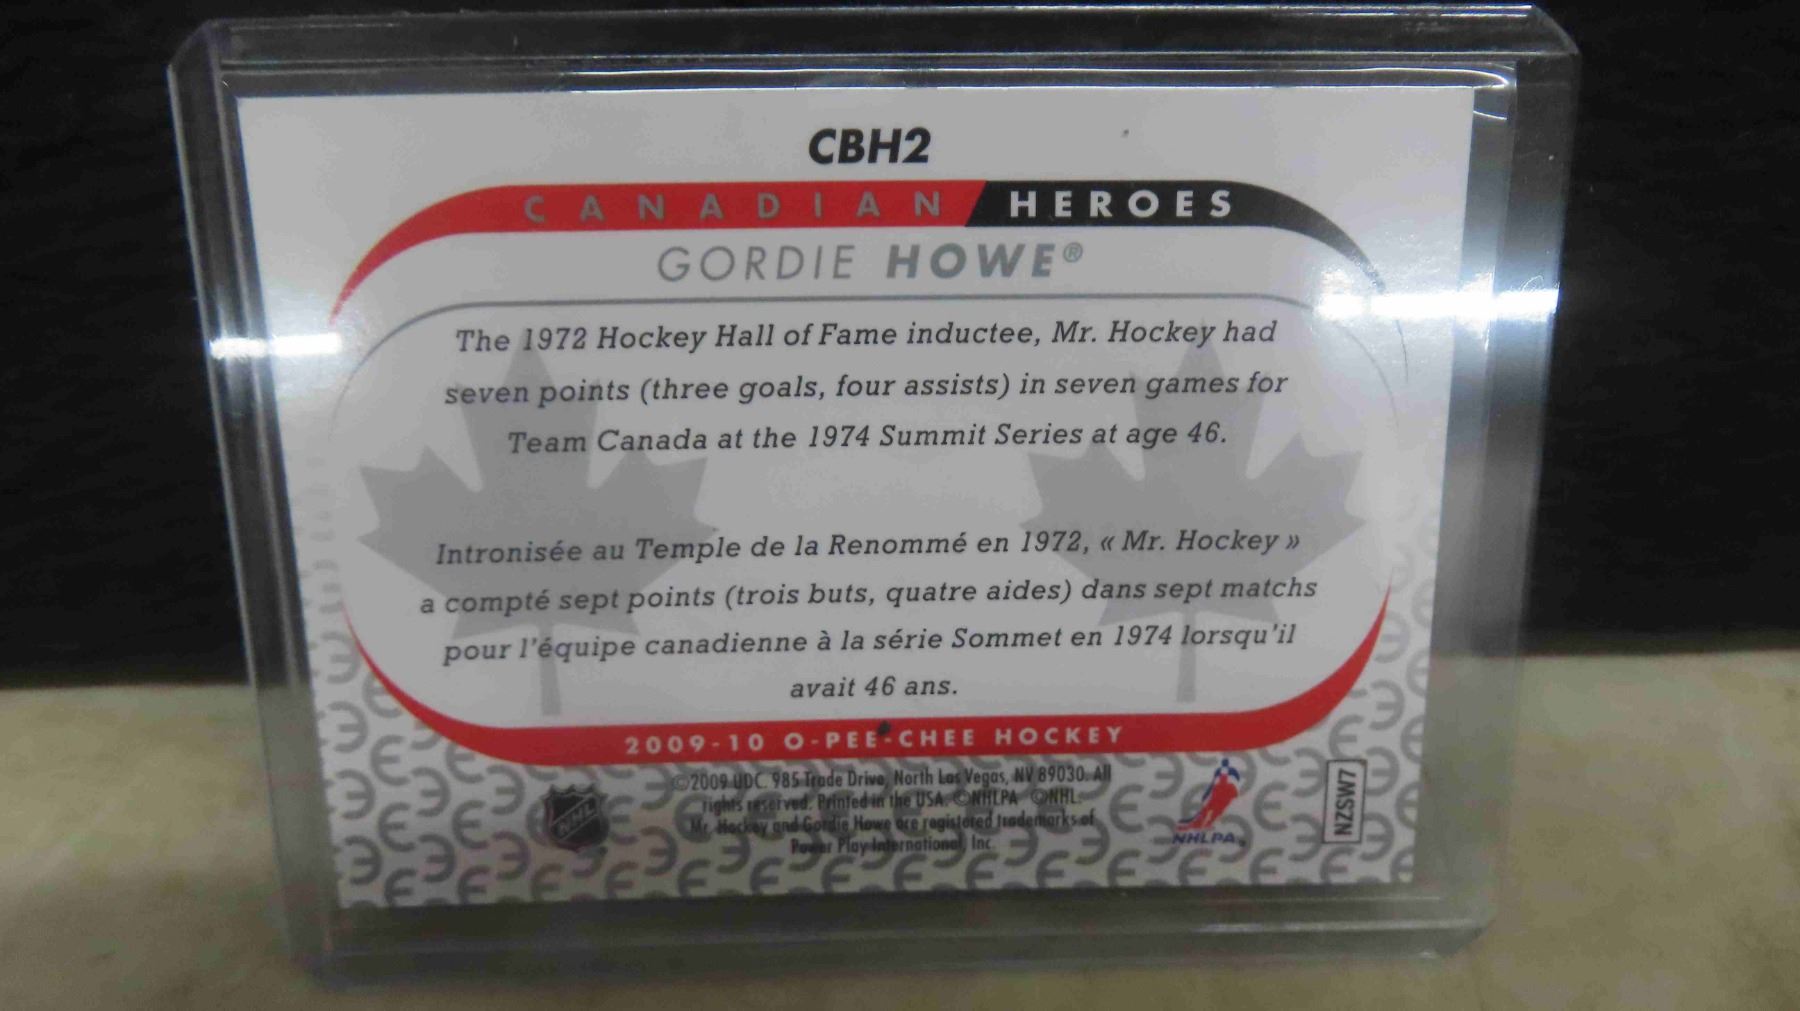 CBH2
CANADIAN HEROES
GORDIE HOWE®
The 1972 Hockey Hall of Fame inductee, Mr. Hockey had
seven points (three goals, four assists) in seven games for
Team Canada at the 1974 Summit Series at age 46.
Intronisée au Temple de la Renommé en 1972, « Mr. Hockey »
a compté sept points (trois buts, quatre aides) dans sept matchs
pour l'équipe canadienne à la série Sommet en 1974 lorsqu'il
avait 46 ans.
2009-10 O-PEE-CHEE HOCKEY
©2009 UDC. 985 Trade Drive, North Las Vegas, NV 89030. All
rights reserved. Printed in the USA. ©NHLPA ©NHL.
Mr. Hockey and Gordie Howe are registered trademarks of
Power Play International, Inc.
NHL
NHLPA.
NZSW7